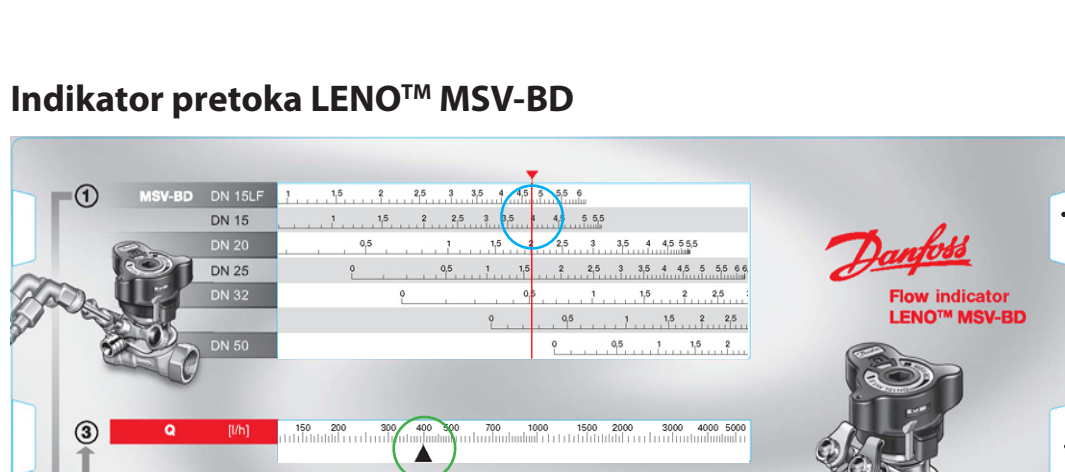 Indikator pretoka LENO™ MSV-BD
1 MSV-BD DN 15LF 1 1,5 2 2,5 3 3,5 4 4,5 5 5,5 6
DN 15 1 1,5 2 2,5 3 3,5 4 4,5 5 5,5
DN 20 0,5 1 1,5 2 2,5 3 3,5 4 4,5 5 5,5
DN 25 0 0,5 1 1,5 2 2,5 3 3,5 4 4,5 5 5,5 6
DN 32 0 0,5 1 1,5 2 2,5
0 0,5 1 1,5 2 2,5
DN 50 0 0,5 1 1,5 2
Danfoss
Flow indicator
LENO™ MSV-BD
3 Q [l/h] 150 200 300 400 500 700 1000 1500 2000 3000 4000 5000